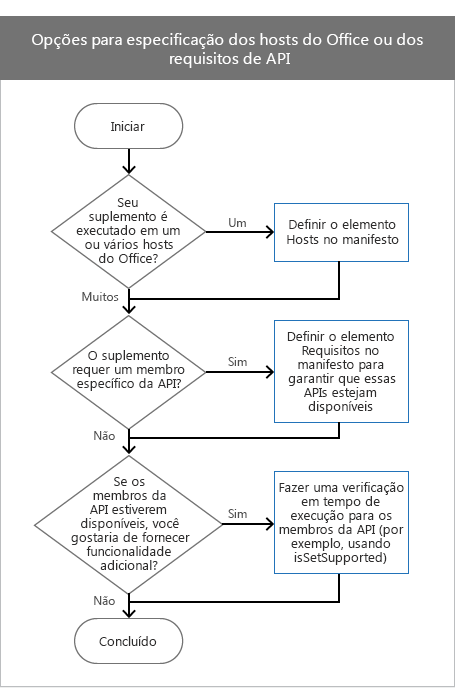 Opções para especificação dos hosts do Office ou dos
requisitos de API
Iniciar
Seu
suplemento é
executado em um
ou vários hosts
do Office?
Um
Definir o elemento
Hosts no manifesto
Muitos
O suplemento
requer um membro
específico da API?
Sim
Definir o elemento
Requisitos no
manifesto para
garantir que essas
APIs estejam
disponíveis
Não
Se os
membros da
API estiverem
disponíveis, você
gostaria de fornecer
funcionalidade
adicional?
Sim
Fazer uma verificação
em tempo de
execução para os
membros da API (por
exemplo, usando
isSetSupported)
Não
Concluído